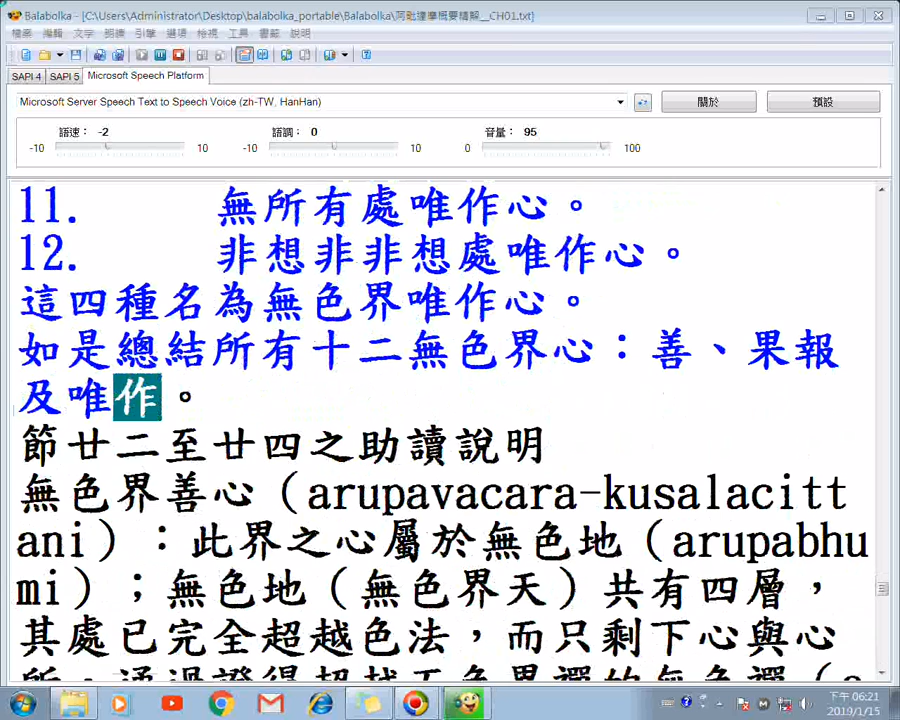 Balabolka - [C:\Users\Administrator\Desktop\balabolka_portable\Balabolka\阿毗達摩概要精解__CH01.txt]
檔案 編輯 文字 朗讀 引擎 選項 檢視 工具 書籤 說明
SAPI 4 SAPI 5 Microsoft Speech Platform
Microsoft Server Speech Text to Speech Voice (zh-TW, HanHan) 關於 預設
語速： -2 語調： 0 音量： 95
-10 10 -10 10 0 100
11. 無所有處唯作心。
12. 非想非非想處唯作心。
這四種名為無色界唯作心。
如是總結所有十二無色界心：善、果報
及唯作。
節廿二至廿四之助讀說明
無色界善心（arupavacara-kusalacitt
ani）：此界之心屬於無色地（arupabhu
mi）；無色地（無色界天）共有四層，
其處已完全超越色法，而只剩下心與心
下午 06:21
2019/1/15